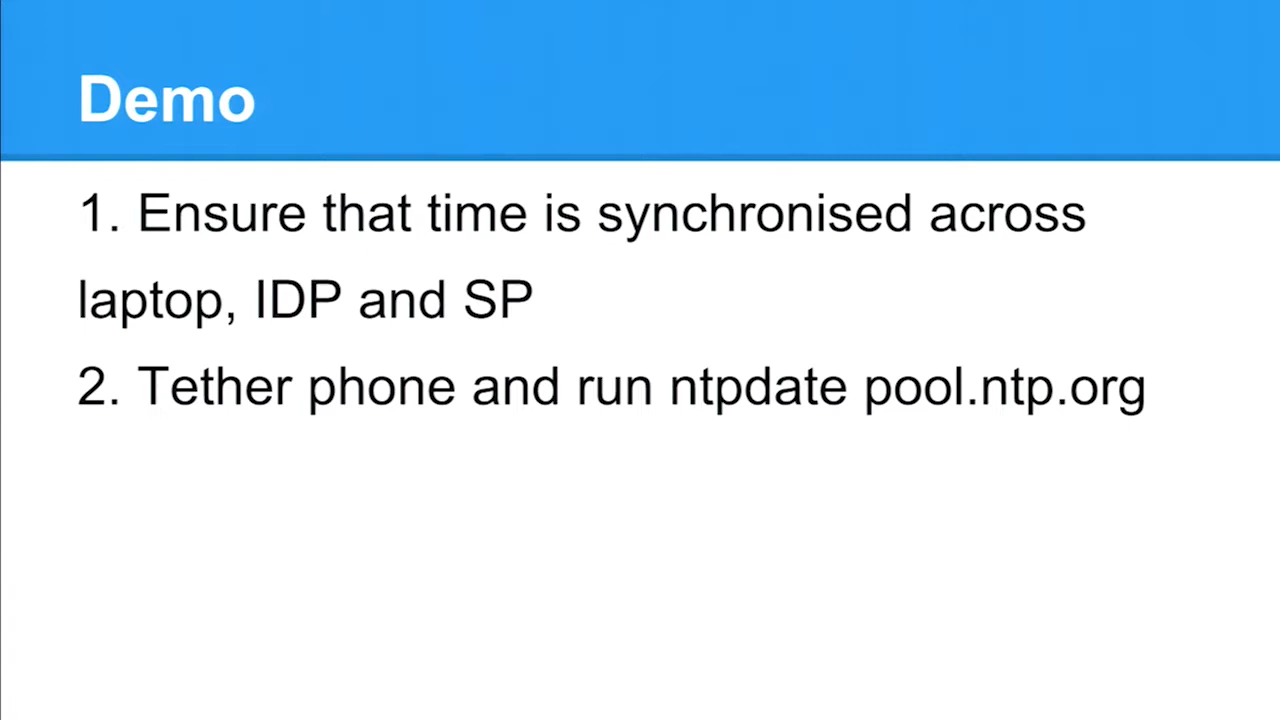 Demo
1. Ensure that time is synchronised across
laptop, IDP and SP
2. Tether phone and run ntpdate pool.ntp.org